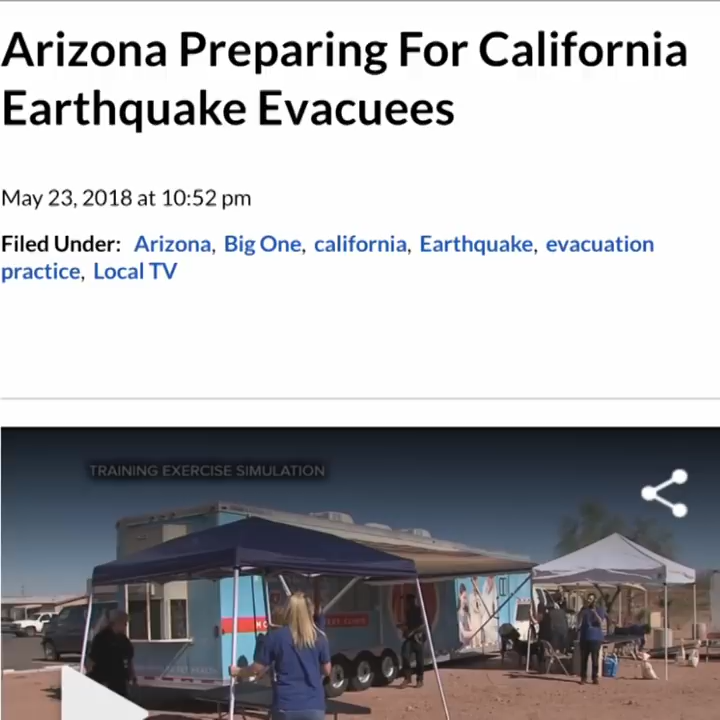 Arizona Preparing For California
Earthquake Evacuees
May 23, 2018 at 10:52 pm
Filed Under: Arizona, Big One, california, Earthquake, evacuation
practice, Local TV
TRAINING EXERCISE SIMULATION